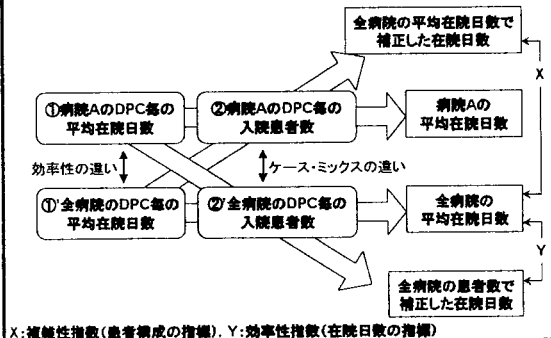 全病院の平均在院日数で
補正した在院日数
X
①病院AのDPC毎の
平均在院日数
②病院AのDPC毎の
入院患者数
病院Aの
平均在院日数
効率性の違い
ケース・ミックスの違い
①'全病院のDPC毎の
平均在院日数
②'全病院のDPC毎の
入院患者数
全病院の
平均在院日数
Y
全病院の患者数で
補正した在院日数
X:複雑性指数(患者構成の指標), Y:効率性指数(在院日数の指標)